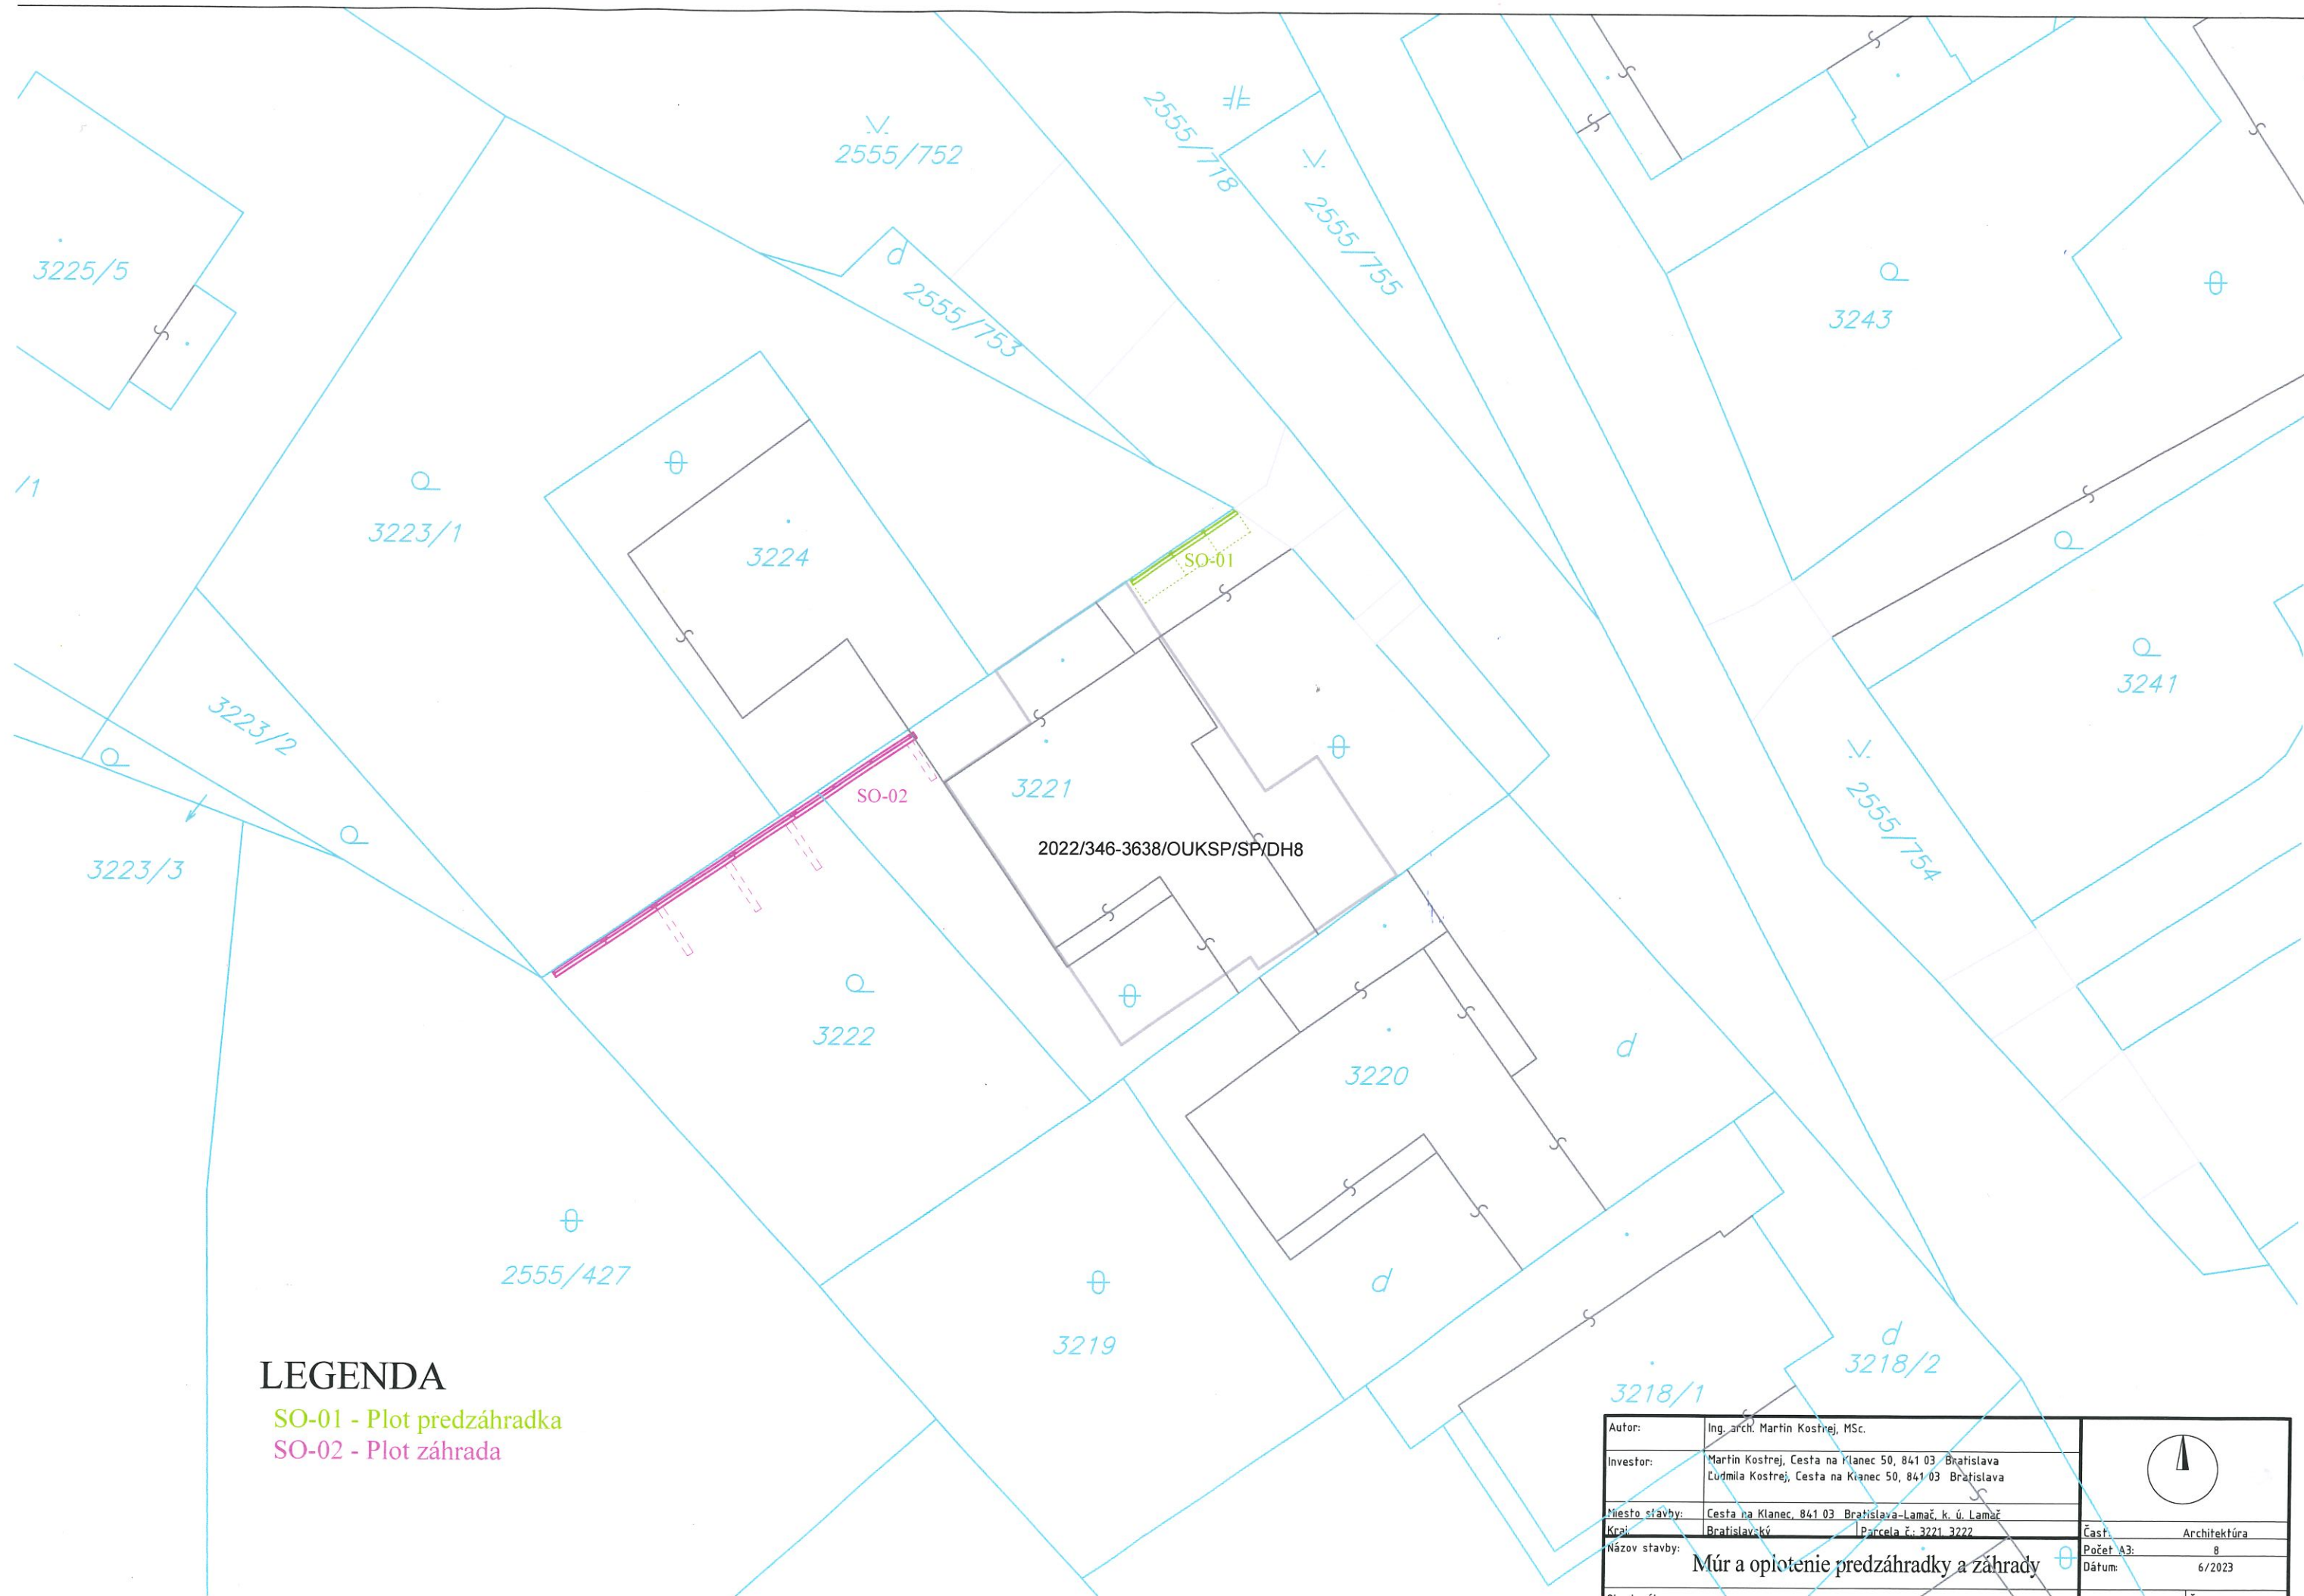 2555/752
2555/718
2555/755
d
2555/753
3225/5
3243
/1
3223/1
3224
SO-01
3241
3223/2
SO-02
3221
2022/346-3638/OUKSP/SP/DH8
2555/754
3223/3
3222
3220
d
2555/427
3219
d
d
3218/2
3218/1
LEGENDA
SO-01 - Plot predzáhradka
SO-02 - Plot záhrada
Autor: Ing. arch. Martin Kostrej, MSc.
Investor: Martin Kostrej, Cesta na Klanec 50, 841 03 Bratislava
Ľudmila Kostrej, Cesta na Klanec 50, 841 03 Bratislava
Miesto stavby: Cesta na Klanec, 841 03 Bratislava-Lamač, k. ú. Lamač
Kraj: Bratislavský Parcela č.: 3221, 3222
Časť: Architektúra
Názov stavby: Múr a oplotenie predzáhradky a záhrady
Počet A3: 8
Dátum: 6/2023